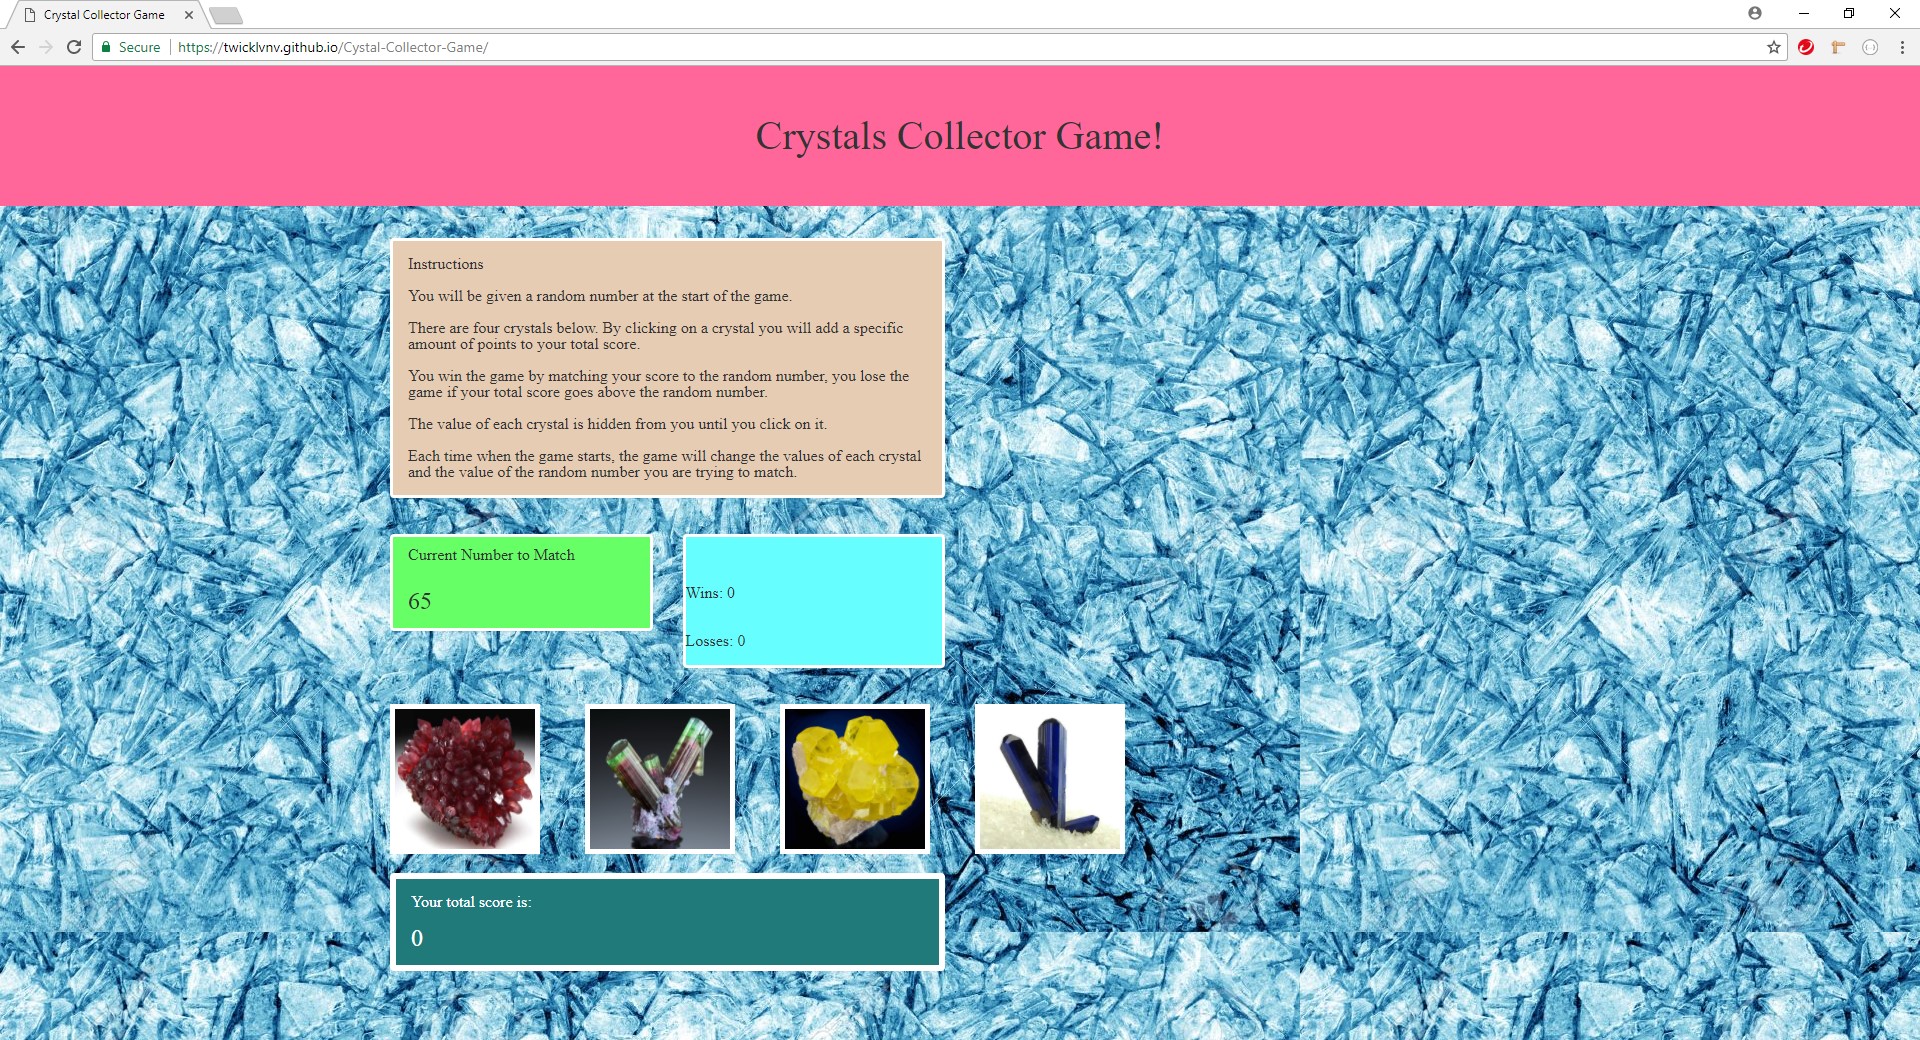 Crystal Collector Game
Secure
https://twicklvnv.github.io/Cystal-Collector-Game/
Crystals Collector Game!
Instructions
You will be given a random number at the start of the game.
There are four crystals below. By clicking on a crystal you will add a specific
amount of points to your total score.
You win the game by matching your score to the random number, you lose the
game if your total score goes above the random number.
The value of each crystal is hidden from you until you click on it.
Each time when the game starts, the game will change the values of each crystal
and the value of the random number you are trying to match.
Current Number to Match
65
Wins: 0
Losses: 0
Your total score is:
0